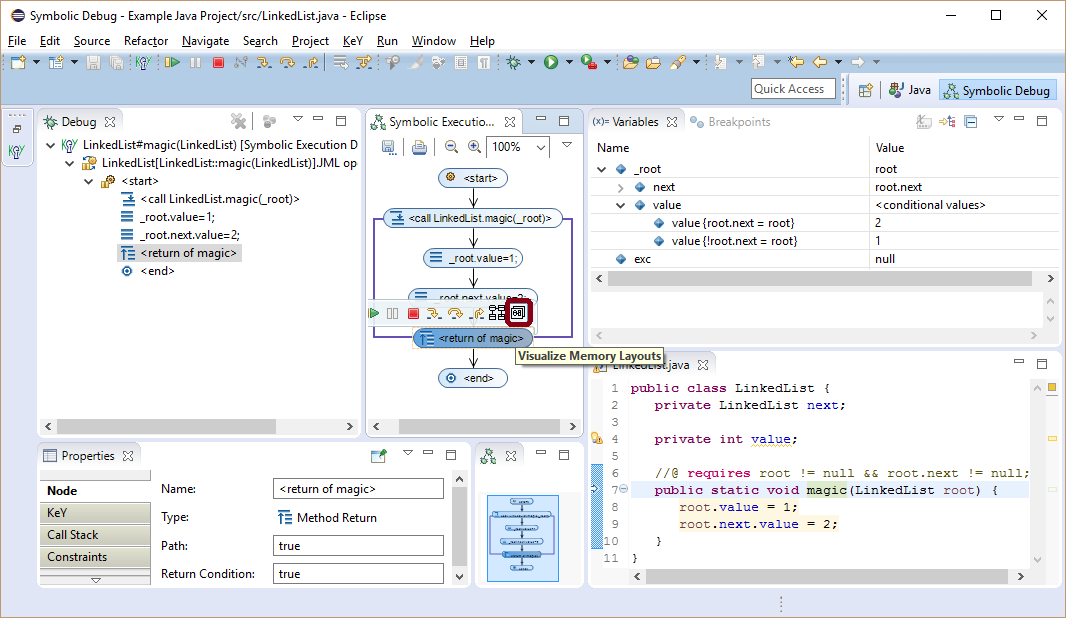 Symbolic Debug - Example Java Project/src/LinkedList.java - Eclipse
File Edit Source Refactor Navigate Search Project KeY Run Window Help
Quick Access Java Symbolic Debug
Debug
LinkedList#magic(LinkedList) [Symbolic Execution D
LinkedList[LinkedList::magic(LinkedList)]JML op
<start>
<call LinkedList.magic(_root)>
_root.value=1;
_root.next.value=2;
<return of magic>
<end>
Symbolic Executio...
100%
<start>
<call LinkedList.magic(_root)>
_root.value=1;
_root.next.value=2;
<return of magic>
Visualize Memory Layouts
<end>
(x)= Variables Breakpoints
Name Value
_root root
next root.next
value <conditional values>
value {root.next = root} 2
value {!root.next = root} 1
exc null
Properties
Node
KeY
Call Stack
Constraints
Name: <return of magic>
Type: Method Return
Path: true
Return Condition: true
LinkedList.java
1 public class LinkedList {
2 private LinkedList next;
3
4 private int value;
5
6 //@ requires root != null && root.next != null;
7 public static void magic(LinkedList root) {
8 root.value = 1;
9 root.next.value = 2;
10 }
11 }